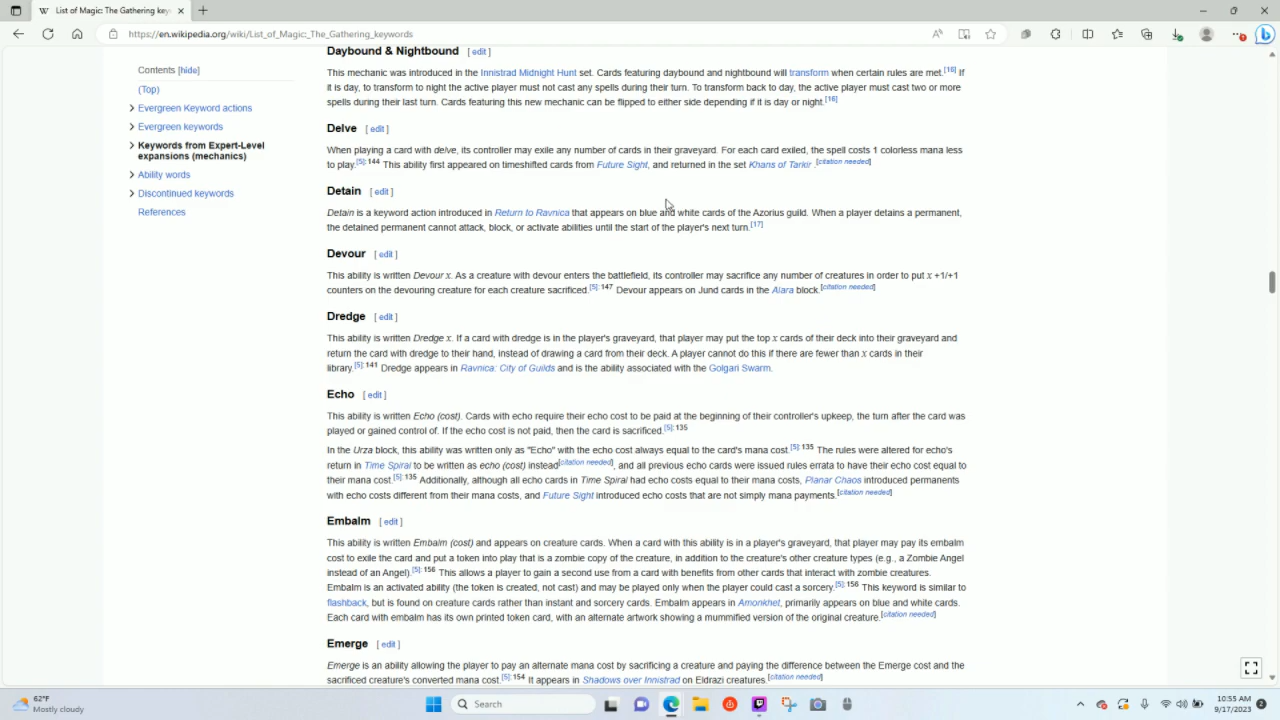 List of Magic: The Gathering key
https://en.wikipedia.org/wiki/List_of_Magic:_The_Gathering_keywords
Contents [hide]
(Top)
Evergreen Keyword actions
Evergreen keywords
Keywords from Expert-Level
expansions (mechanics)
Ability words
Discontinued keywords
References
Daybound & Nightbound [ edit ]
This mechanic was introduced in the Innistrad Midnight Hunt set. Cards featuring daybound and nightbound will transform when certain rules are met.[16] If
it is day, to transform to night the active player must not cast any spells during their turn. To transform back to day, the active player must cast two or more
spells during their last turn. Cards featuring this new mechanic can be flipped to either side depending if it is day or night.[16]
Delve [ edit ]
When playing a card with delve, its controller may exile any number of cards in their graveyard. For each card exiled, the spell costs 1 colorless mana less
to play.[5]: 144 This ability first appeared on timeshifted cards from Future Sight, and returned in the set Khans of Tarkir .[citation needed]
Detain [ edit ]
Detain is a keyword action introduced in Return to Ravnica that appears on blue and white cards of the Azorius guild. When a player detains a permanent,
the detained permanent cannot attack, block, or activate abilities until the start of the player's next turn.[17]
Devour [ edit ]
This ability is written Devour x. As a creature with devour enters the battlefield, its controller may sacrifice any number of creatures in order to put x +1/+1
counters on the devouring creature for each creature sacrificed.[5]: 147 Devour appears on Jund cards in the Alara block.[citation needed]
Dredge [ edit ]
This ability is written Dredge x. If a card with dredge is in the player's graveyard, that player may put the top x cards of their deck into their graveyard and
return the card with dredge to their hand, instead of drawing a card from their deck. A player cannot do this if there are fewer than x cards in their
library.[5]: 141 Dredge appears in Ravnica: City of Guilds and is the ability associated with the Golgari Swarm.
Echo [ edit ]
This ability is written Echo (cost). Cards with echo require their echo cost to be paid at the beginning of their controller's upkeep, the turn after the card was
played or gained control of. If the echo cost is not paid, then the card is sacrificed.[5]: 135
In the Urza block, this ability was written only as "Echo" with the echo cost always equal to the card's mana cost.[5]: 135 The rules were altered for echo's
return in Time Spiral to be written as echo (cost) instead[citation needed], and all previous echo cards were issued rules errata to have their echo cost equal to
their mana cost.[5]: 135 Additionally, although all echo cards in Time Spiral had echo costs equal to their mana costs, Planar Chaos introduced permanents
with echo costs different from their mana costs, and Future Sight introduced echo costs that are not simply mana payments.[citation needed]
Embalm [ edit ]
This ability is written Embalm (cost) and appears on creature cards. When a card with this ability is in a player's graveyard, that player may pay its embalm
cost to exile the card and put a token into play that is a zombie copy of the creature, in addition to the creature's other creature types (e.g., a Zombie Angel
instead of an Angel).[5]: 156 This allows a player to gain a second use from a card with benefits from other cards that interact with zombie creatures.
Embalm is an activated ability (the token is created, not cast) and may be played only when the player could cast a sorcery.[5]: 156 This keyword is similar to
flashback, but is found on creature cards rather than instant and sorcery cards. Embalm appears in Amonkhet, primarily appears on blue and white cards.
Each card with embalm has its own printed token card, with an alternate artwork showing a mummified version of the original creature.[citation needed]
Emerge [ edit ]
Emerge is an ability allowing the player to pay an alternate mana cost by sacrificing a creature and paying the difference between the Emerge cost and the
sacrificed creature's converted mana cost.[5]: 154 It appears in Shadows over Innistrad on Eldrazi creatures.[citation needed]
62°F
Mostly cloudy
Search
10:55 AM
9/17/2023